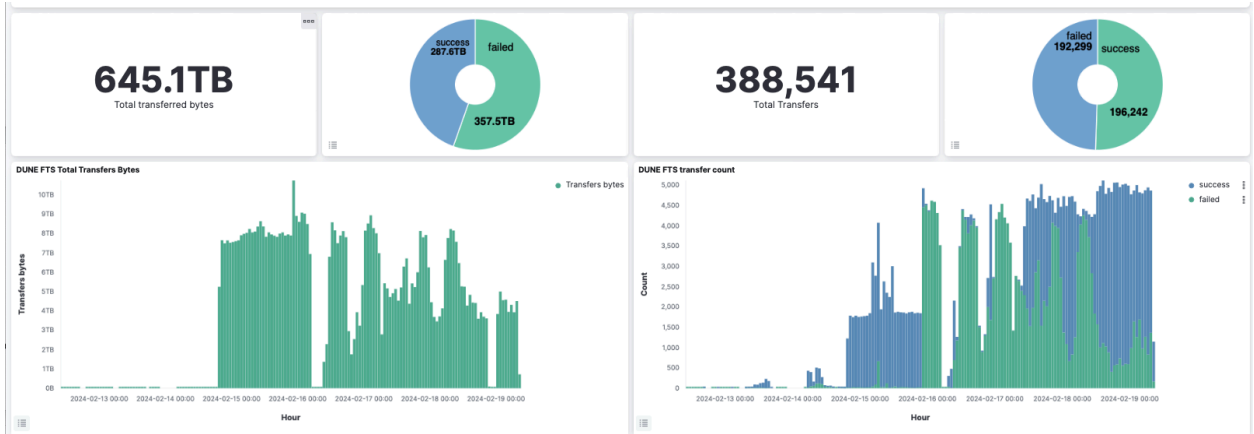 645.1TB
Total transferred bytes
success
287.6TB
failed
357.5TB
388,541
Total Transfers
failed
192,299
success
196,242
DUNE FTS Total Transfers Bytes
Transfers bytes
10TB
9TB
8TB
7TB
6TB
5TB
4TB
3TB
2TB
1TB
0B
Transfers bytes
2024-02-13 00:00 2024-02-14 00:00 2024-02-15 00:00 2024-02-16 00:00 2024-02-17 00:00 2024-02-18 00:00 2024-02-19 00:00
Hour
DUNE FTS transfer count
success
failed
5,000
4,500
4,000
3,500
3,000
2,500
2,000
1,500
1,000
500
0
Count
2024-02-13 00:00 2024-02-14 00:00 2024-02-15 00:00 2024-02-16 00:00 2024-02-17 00:00 2024-02-18 00:00 2024-02-19 00:00
Hour